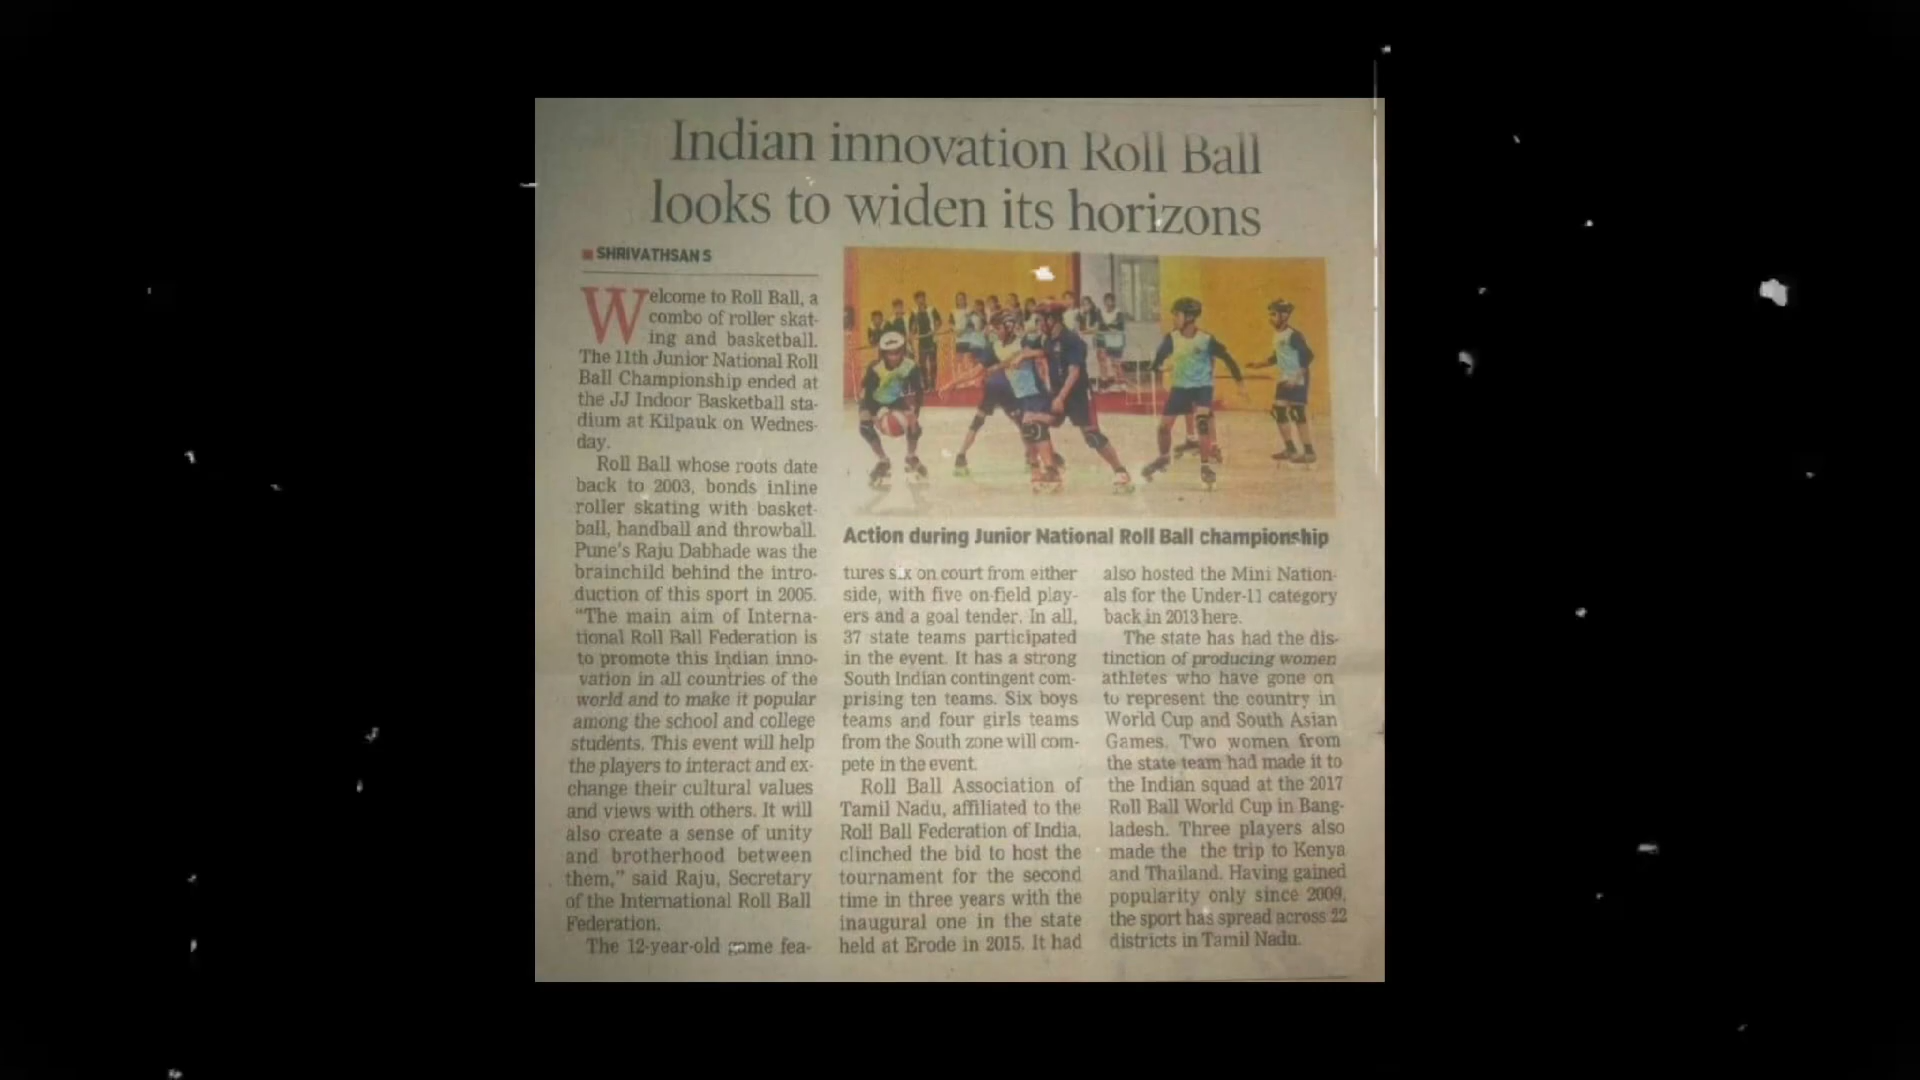 Indian innovation Roll Ball
looks to widen its horizons
SHRIVATHSAN S
Welcome to Roll Ball, a
combo of roller skat-
ing and basketball.
The 11th Junior National Roll
Ball Championship ended at
the JJ Indoor Basketball sta-
dium at Kilpauk on Wednes-
day.
Roll Ball whose roots date
back to 2003, bonds inline
roller skating with basket-
ball, handball and throwball.
Pune's Raju Dabhade was the
brainchild behind the intro-
duction of this sport in 2005.
“The main aim of Interna-
tional Roll Ball Federation is
to promote this Indian inno-
vation in all countries of the
world and to make it popular
among the school and college
students. This event will help
the players to interact and ex-
change their cultural values
and views with others. It will
also create a sense of unity
and brotherhood between
them,” said Raju, Secretary
of the International Roll Ball
Federation.
The 12-year-old game fea-
Action during Junior National Roll Ball championship
tures six on court from either
side, with five on-field play-
ers and a goal tender. In all,
37 state teams participated
in the event. It has a strong
South Indian contingent com-
prising ten teams. Six boys
teams and four girls teams
from the South zone will com-
pete in the event.
Roll Ball Association of
Tamil Nadu, affiliated to the
Roll Ball Federation of India,
clinched the bid to host the
tournament for the second
time in three years with the
inaugural one in the state
held at Erode in 2015. It had
also hosted the Mini Nation-
als for the Under-11 category
back in 2013 here.
The state has had the dis-
tinction of producing women
athletes who have gone on
to represent the country in
World Cup and South Asian
Games. Two women from
the state team had made it to
the Indian squad at the 2017
Roll Ball World Cup in Bang-
ladesh. Three players also
made the the trip to Kenya
and Thailand. Having gained
popularity only since 2009,
the sport has spread across 22
districts in Tamil Nadu.